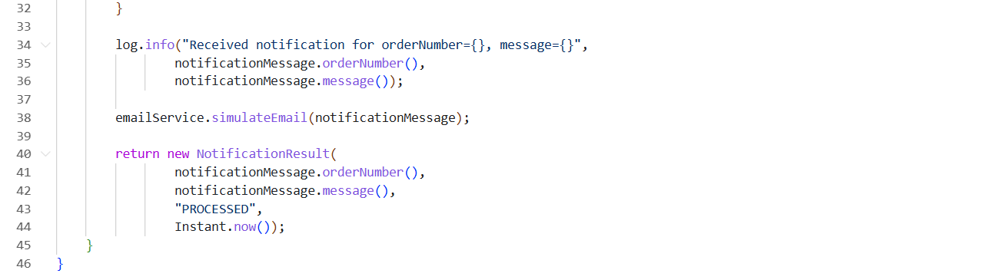 32 }
33
34 log.info("Received notification for orderNumber={}, message={}",
35 notificationMessage.orderNumber(),
36 notificationMessage.message());
37
38 emailService.simulateEmail(notificationMessage);
39
40 return new NotificationResult(
41 notificationMessage.orderNumber(),
42 notificationMessage.message(),
43 "PROCESSED",
44 Instant.now());
45 }
46 }